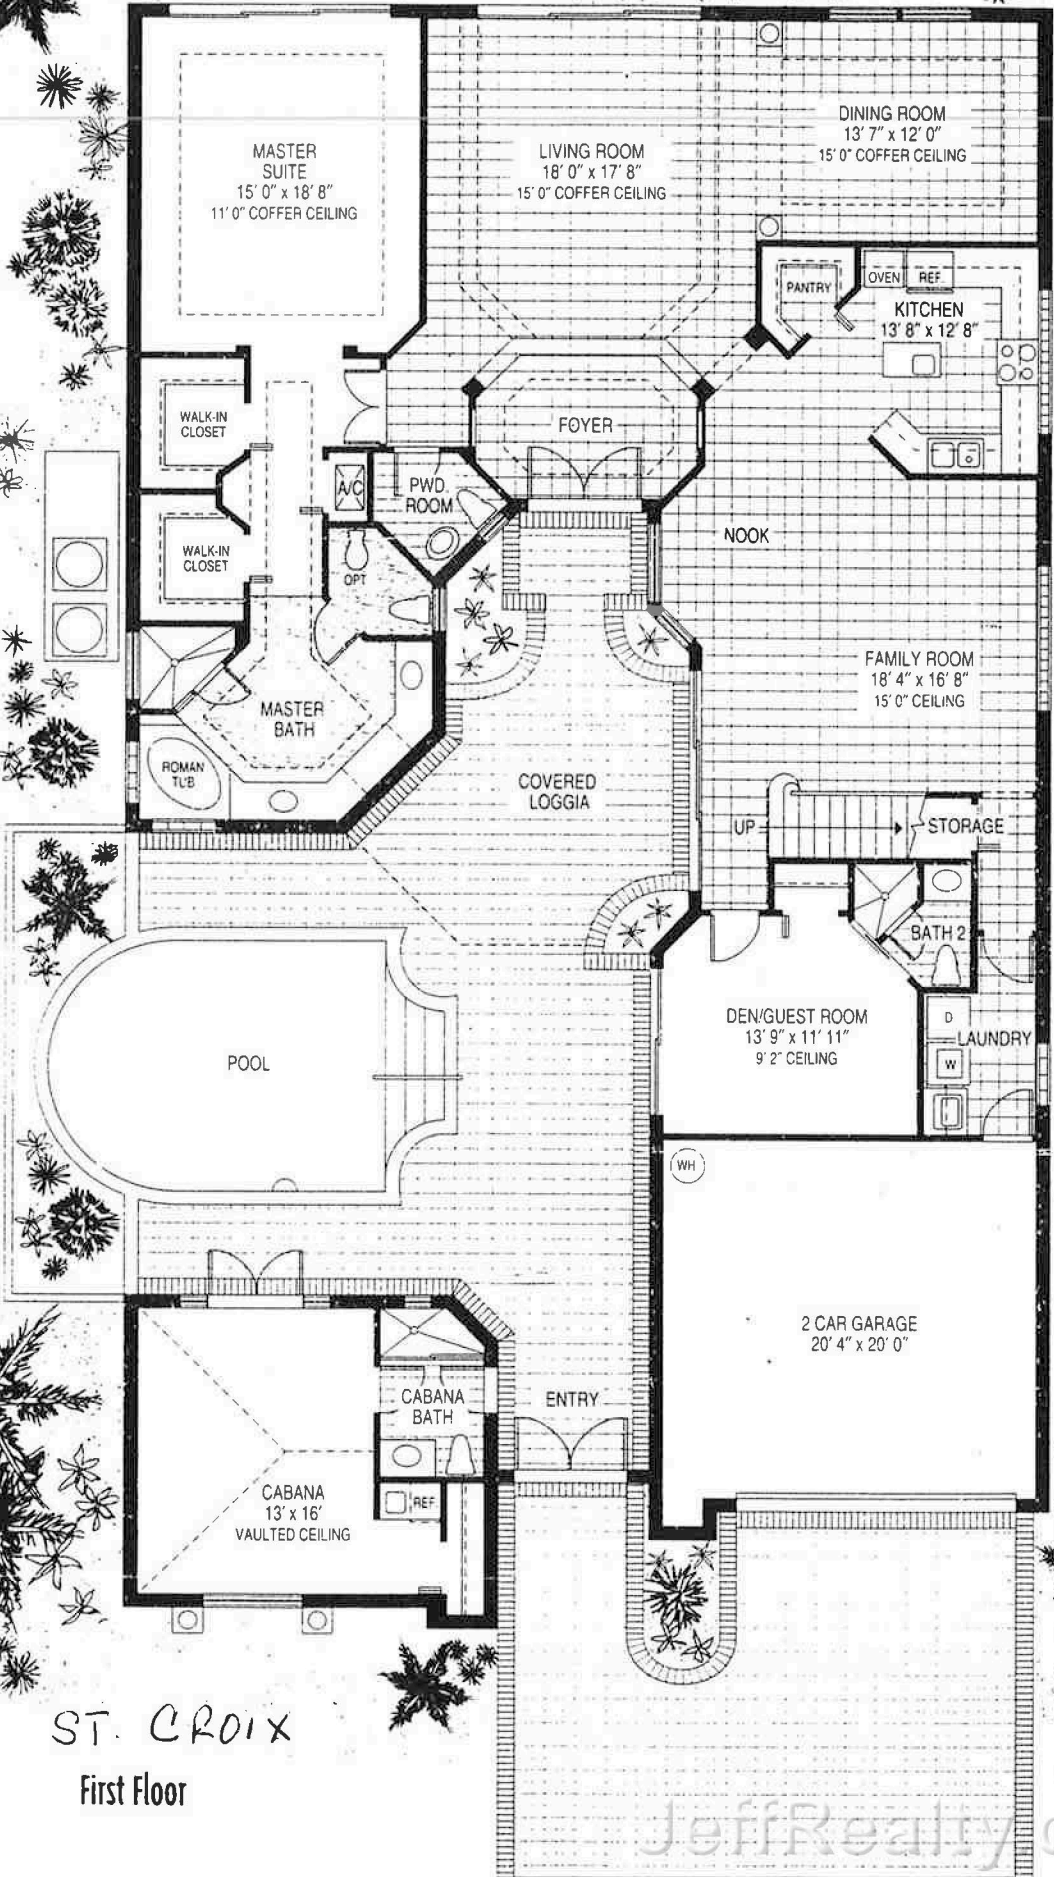 MASTER
SUITE
15' 0" x 18' 8"
11' 0" COFFER CEILING
LIVING ROOM
18' 0" x 17' 8"
15' 0" COFFER CEILING
DINING ROOM
13' 7" x 12' 0"
15' 0" COFFER CEILING
PANTRY
OVEN
REF.
KITCHEN
13' 8" x 12' 8"
WALK-IN
CLOSET
FOYER
A/C
PWD.
ROOM
WALK-IN
CLOSET
OPT
NOOK
FAMILY ROOM
18' 4" x 16' 8"
15' 0" CEILING
MASTER
BATH
ROMAN
TUB
COVERED
LOGGIA
UP
STORAGE
BATH 2
DEN/GUEST ROOM
13' 9" x 11' 11"
9' 2" CEILING
D
LAUNDRY
W
POOL
WH
2 CAR GARAGE
20' 4" x 20' 0"
CABANA
BATH
ENTRY
CABANA
13' x 16'
VAULTED CEILING
REF.
ST. CROIX
First Floor
JeffRealty.c